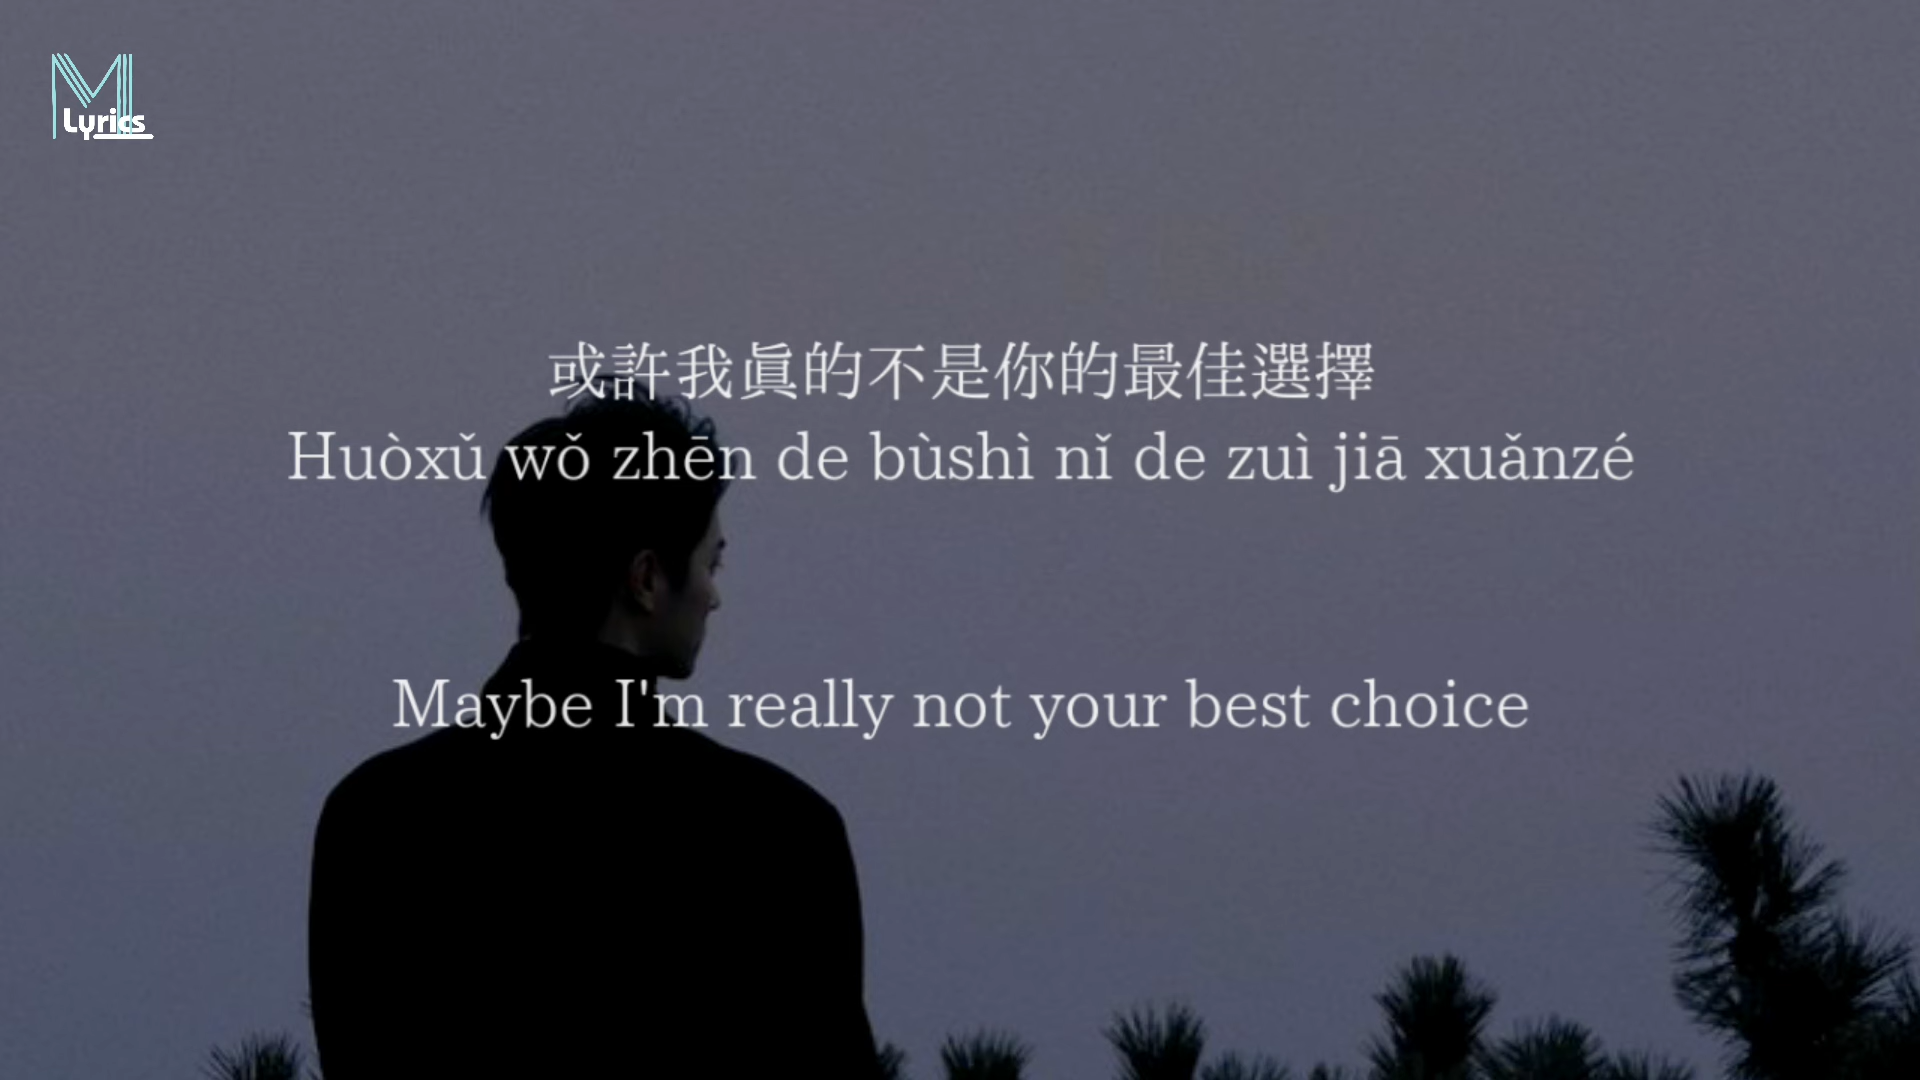 M
Lyrics
或許我眞的不是你的最佳選擇
Huòxǔ wǒ zhēn de bùshì nǐ de zuì jiā xuǎnzé
Maybe I'm really not your best choice